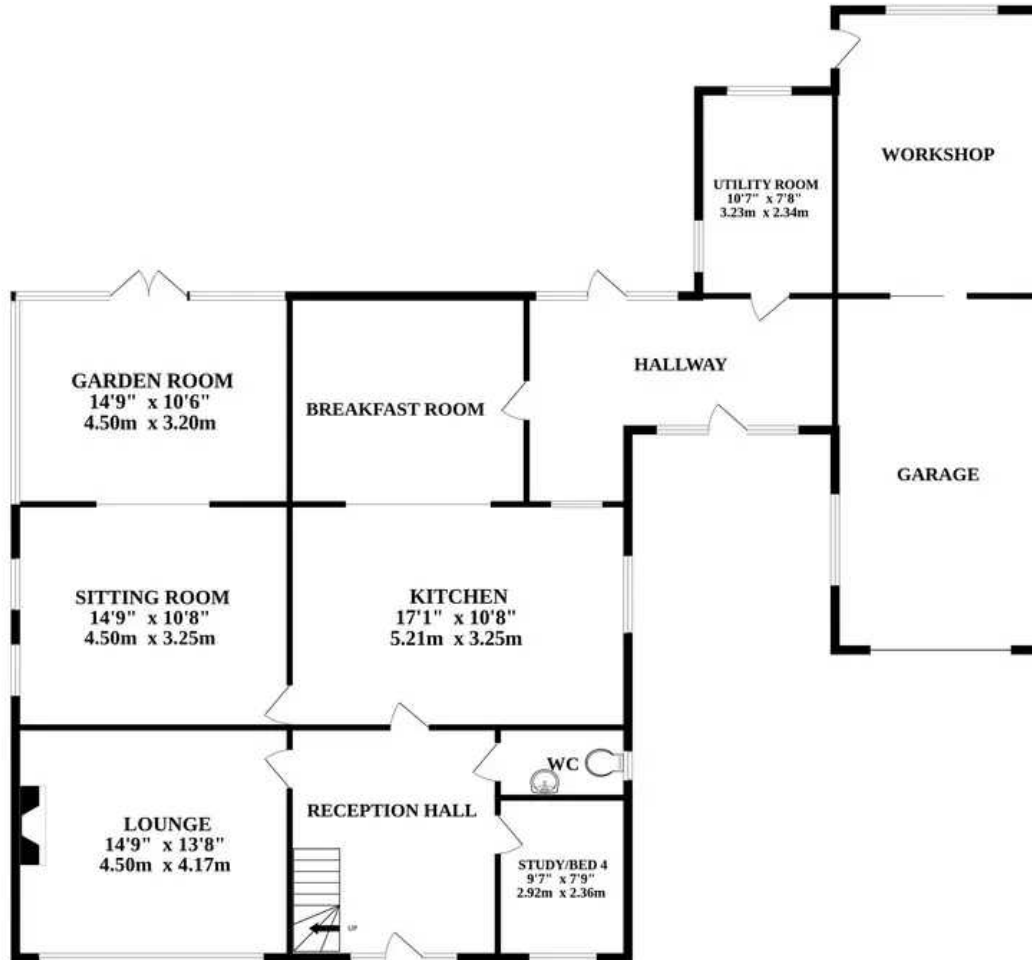 WORKSHOP
UTILITY ROOM
10'7" x 7'8"
3.23m x 2.34m
HALLWAY
GARDEN ROOM
14'9" x 10'6"
4.50m x 3.20m
BREAKFAST ROOM
GARAGE
SITTING ROOM
14'9" x 10'8"
4.50m x 3.25m
KITCHEN
17'1" x 10'8"
5.21m x 3.25m
WC
RECEPTION HALL
LOUNGE
14'9" x 13'8"
4.50m x 4.17m
STUDY/BED 4
9'7" x 7'9"
2.92m x 2.36m
UP